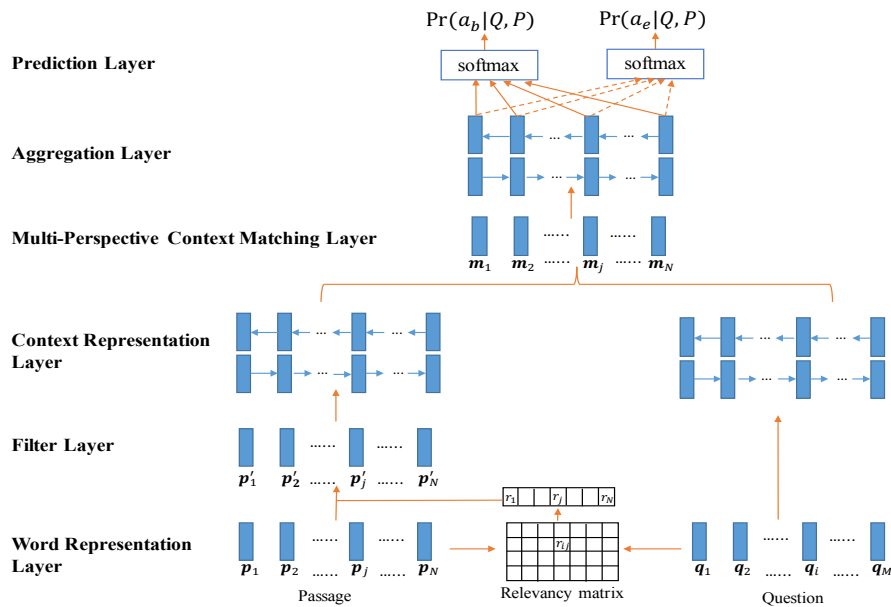 Pr(a_b|Q, P) Pr(a_e|Q, P)
Prediction Layer softmax softmax
Aggregation Layer ... ...
... ...
Multi-Perspective Context Matching Layer ...... ......
m_1 m_2 ...... m_j ...... m_N
Context Representation
Layer
... ... ... ...
... ... ... ...
Filter Layer ...... ......
p'_1 p'_2 ...... p'_j ...... p'_N
r_1 r_j r_N
Word Representation
Layer
...... ...... r_ij ...... ......
p_1 p_2 ...... p_j ...... p_N q_1 q_2 ...... q_i ...... q_M
Passage Relevancy matrix Question